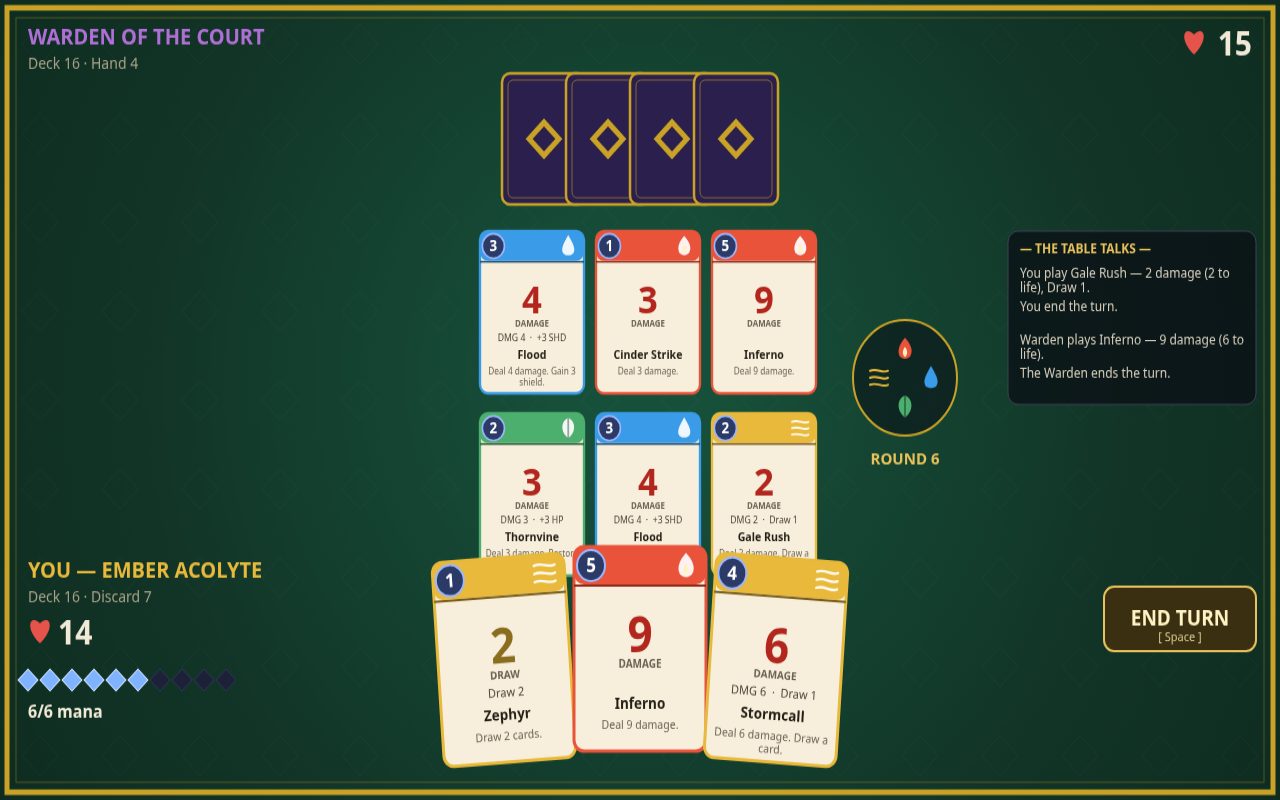 WARDEN OF THE COURT
Deck 16 · Hand 4
15
3
4
DAMAGE
DMG 4 · +3 SHD
Flood
Deal 4 damage. Gain 3
shield.
1
3
DAMAGE
Cinder Strike
Deal 3 damage.
5
9
DAMAGE
Inferno
Deal 9 damage.
— THE TABLE TALKS —
You play Gale Rush — 2 damage (2 to
life), Draw 1.
You end the turn.
Warden plays Inferno — 9 damage (6 to
life).
The Warden ends the turn.
ROUND 6
2
3
DAMAGE
DMG 3 · +3 HP
Thornvine
Deal 3 damage.
3
4
DAMAGE
DMG 4 · +3 SHD
Flood
2
2
DAMAGE
DMG 2 · Draw 1
Gale Rush
Deal 2 damage. Draw a
YOU — EMBER ACOLYTE
Deck 16 · Discard 7
14
6/6 mana
1
2
DRAW
Draw 2
Zephyr
Draw 2 cards.
5
9
DAMAGE
Inferno
Deal 9 damage.
4
6
DAMAGE
DMG 6 · Draw 1
Stormcall
Deal 6 damage. Draw a
card.
END TURN
[ Space ]